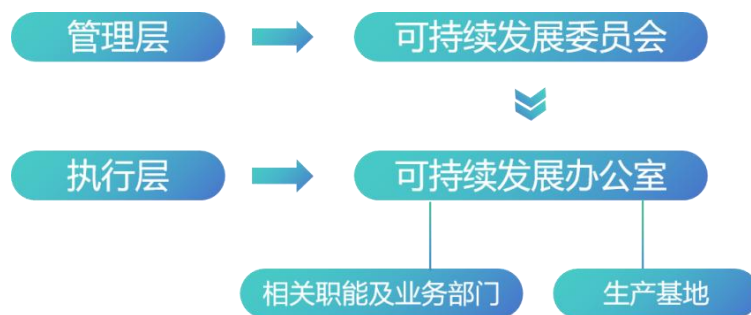 管理层
可持续发展委员会
执行层
可持续发展办公室
相关职能及业务部门
生产基地